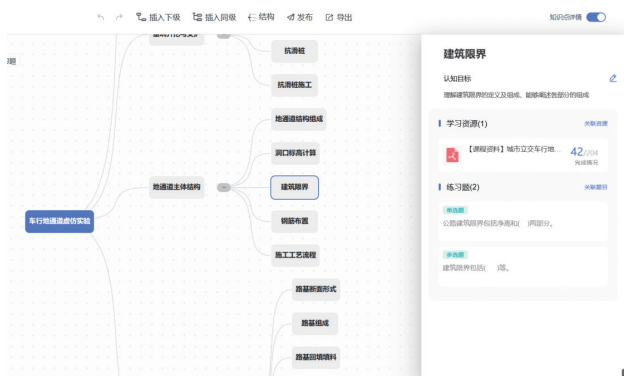 插入下级 插入同级 结构 发布 导出
知识点详情
抗滑桩
抗滑桩施工
地通道结构组成
洞口标高计算
地通道主体结构
建筑限界
车行地通道虚仿实验
钢筋布置
施工工艺流程
路基断面形式
路基组成
路基回填填料
建筑限界
认知目标
理解建筑限界的定义及组成，能够阐述各部分的组成
学习资源(1) 关联资源
【课程资料】城市立交车行地... 42/204
完成情况
练习题(2) 关联题目
单选题
公路建筑限界包括净高和( )两部分。
多选题
建筑限界包括( )等。